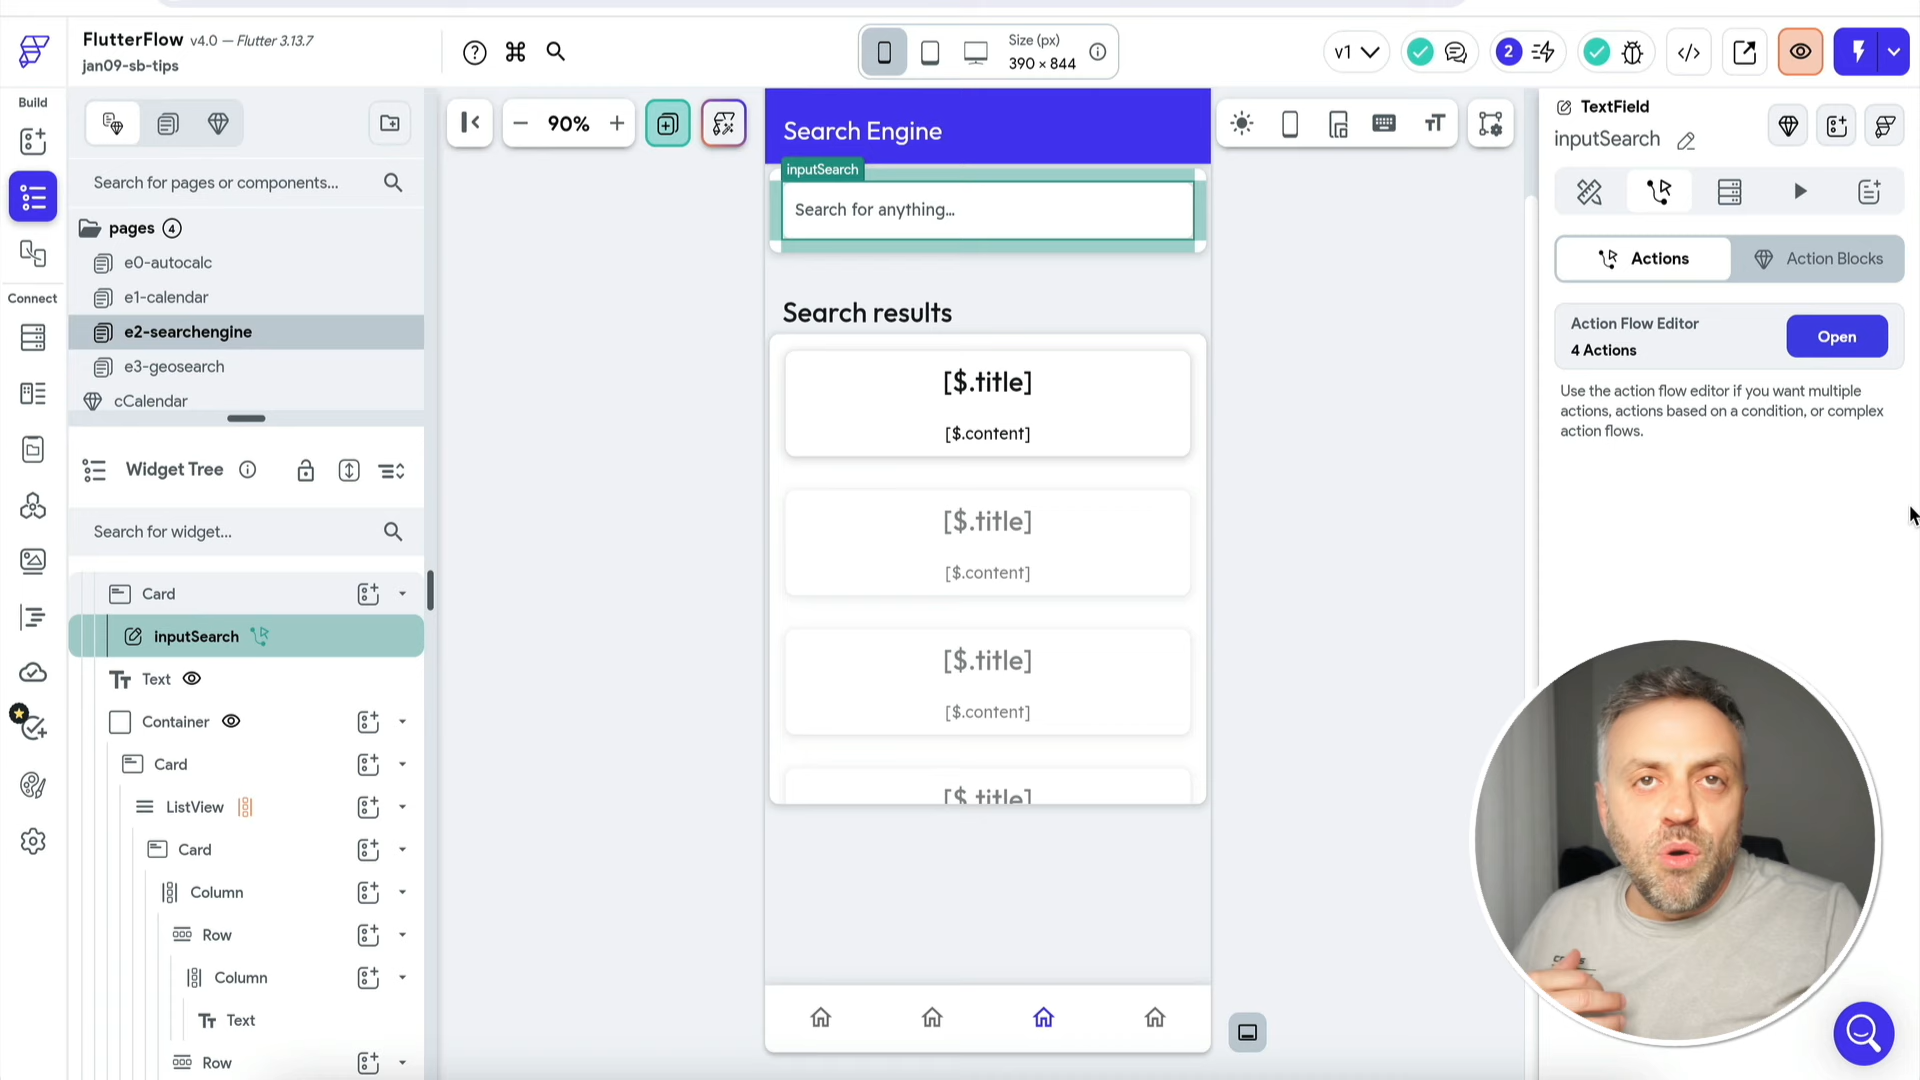 FlutterFlow v4.0 — Flutter 3.13.7
jan09-sb-tips
Size (px)
390 × 844
v1
2
Build
Connect
Search for pages or components...
pages 4
e0-autocalc
e1-calendar
e2-searchengine
e3-geosearch
cCalendar
Widget Tree
Search for widget...
Card
inputSearch
Text
Container
Card
ListView
Card
Column
Row
Column
Text
Row
90%
Search Engine
inputSearch
Search for anything...
Search results
[$.title]
[$.content]
[$.title]
[$.content]
[$.title]
[$.content]
[$.title]
TextField
inputSearch
Actions
Action Blocks
Action Flow Editor
4 Actions
Open
Use the action flow editor if you want multiple
actions, actions based on a condition, or complex
action flows.